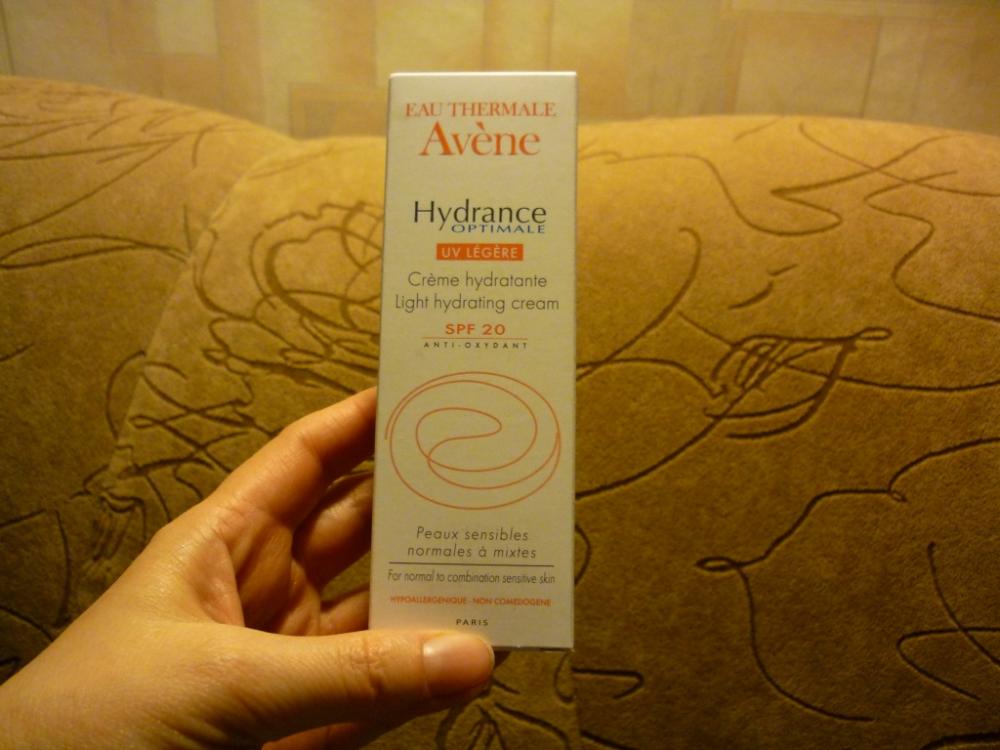 EAU THERMALE
Avène
Hydrance
OPTIMALE
UV LÉGÈRE
Crème hydratante
Light hydrating cream
SPF 20
ANTI-OXYDANT
Peaux sensibles
normales à mixtes
For normal to combination sensitive skin
HYPOALLERGENIQUE - NON COMEDOGENE
PARIS